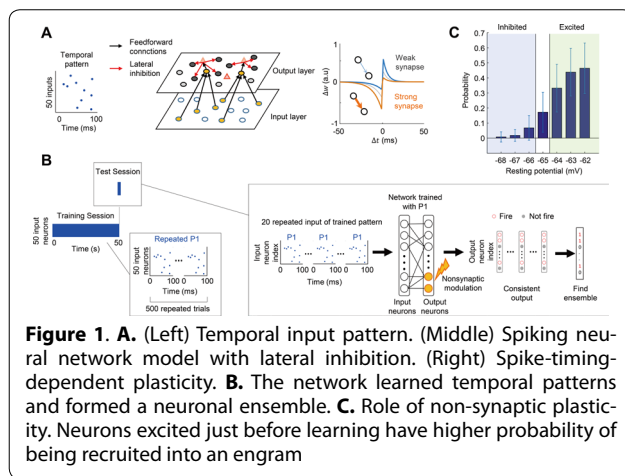 A
Temporal
pattern
50 inputs
Time (ms)
0
100
Feedforward
connections
Lateral
inhibition
Output layer
Input layer
Δw (a.u)
1
0
-1
-50
0
50
Δt (ms)
Weak
synapse
Strong
synapse
C
Inhibited
Excited
Probability
0.7
0.6
0.5
0.4
0.3
0.2
0.1
0
-68 -67 -66 -65 -64 -63 -62
Resting potential (mV)
B
Test Session
Training Session
50 input
neurons
0
50
Time (s)
Repeated P1
50 input
neurons
0 100 0 100
Time (ms)
500 repeated trials
20 repeated input of trained pattern
Input
neuron
index
P1 P1 P1
0 100 0 100 0 100
Time (ms)
Network trained
with P1
Nonsynaptic
modulation
Input
neurons
Output
neurons
Fire
Not fire
Output
neuron
index
Consistent
output
Find
ensemble
Figure 1. A. (Left) Temporal input pattern. (Middle) Spiking neu-
ral network model with lateral inhibition. (Right) Spike-timing-
dependent plasticity. B. The network learned temporal patterns
and formed a neuronal ensemble. C. Role of non-synaptic plastic-
ity. Neurons excited just before learning have higher probability of
being recruited into an engram